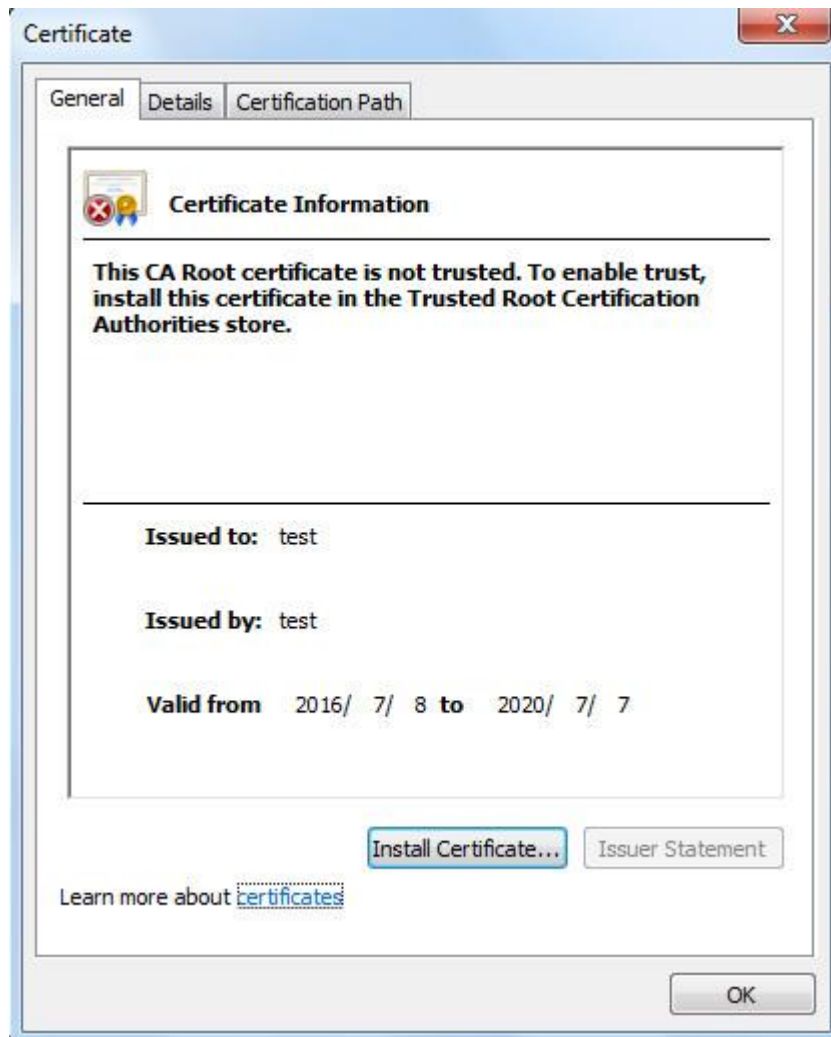 Certificate
General Details Certification Path
Certificate Information
This CA Root certificate is not trusted. To enable trust,
install this certificate in the Trusted Root Certification
Authorities store.
Issued to: test
Issued by: test
Valid from 2016/ 7/ 8 to 2020/ 7/ 7
Install Certificate... Issuer Statement
Learn more about certificates
OK